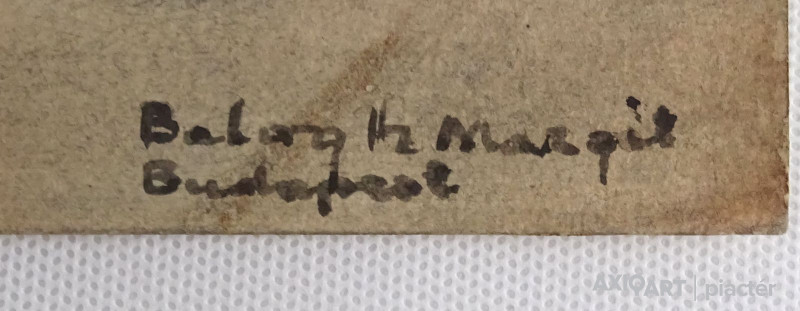 Balogh Margit
Budapest
AXIOART | piactér